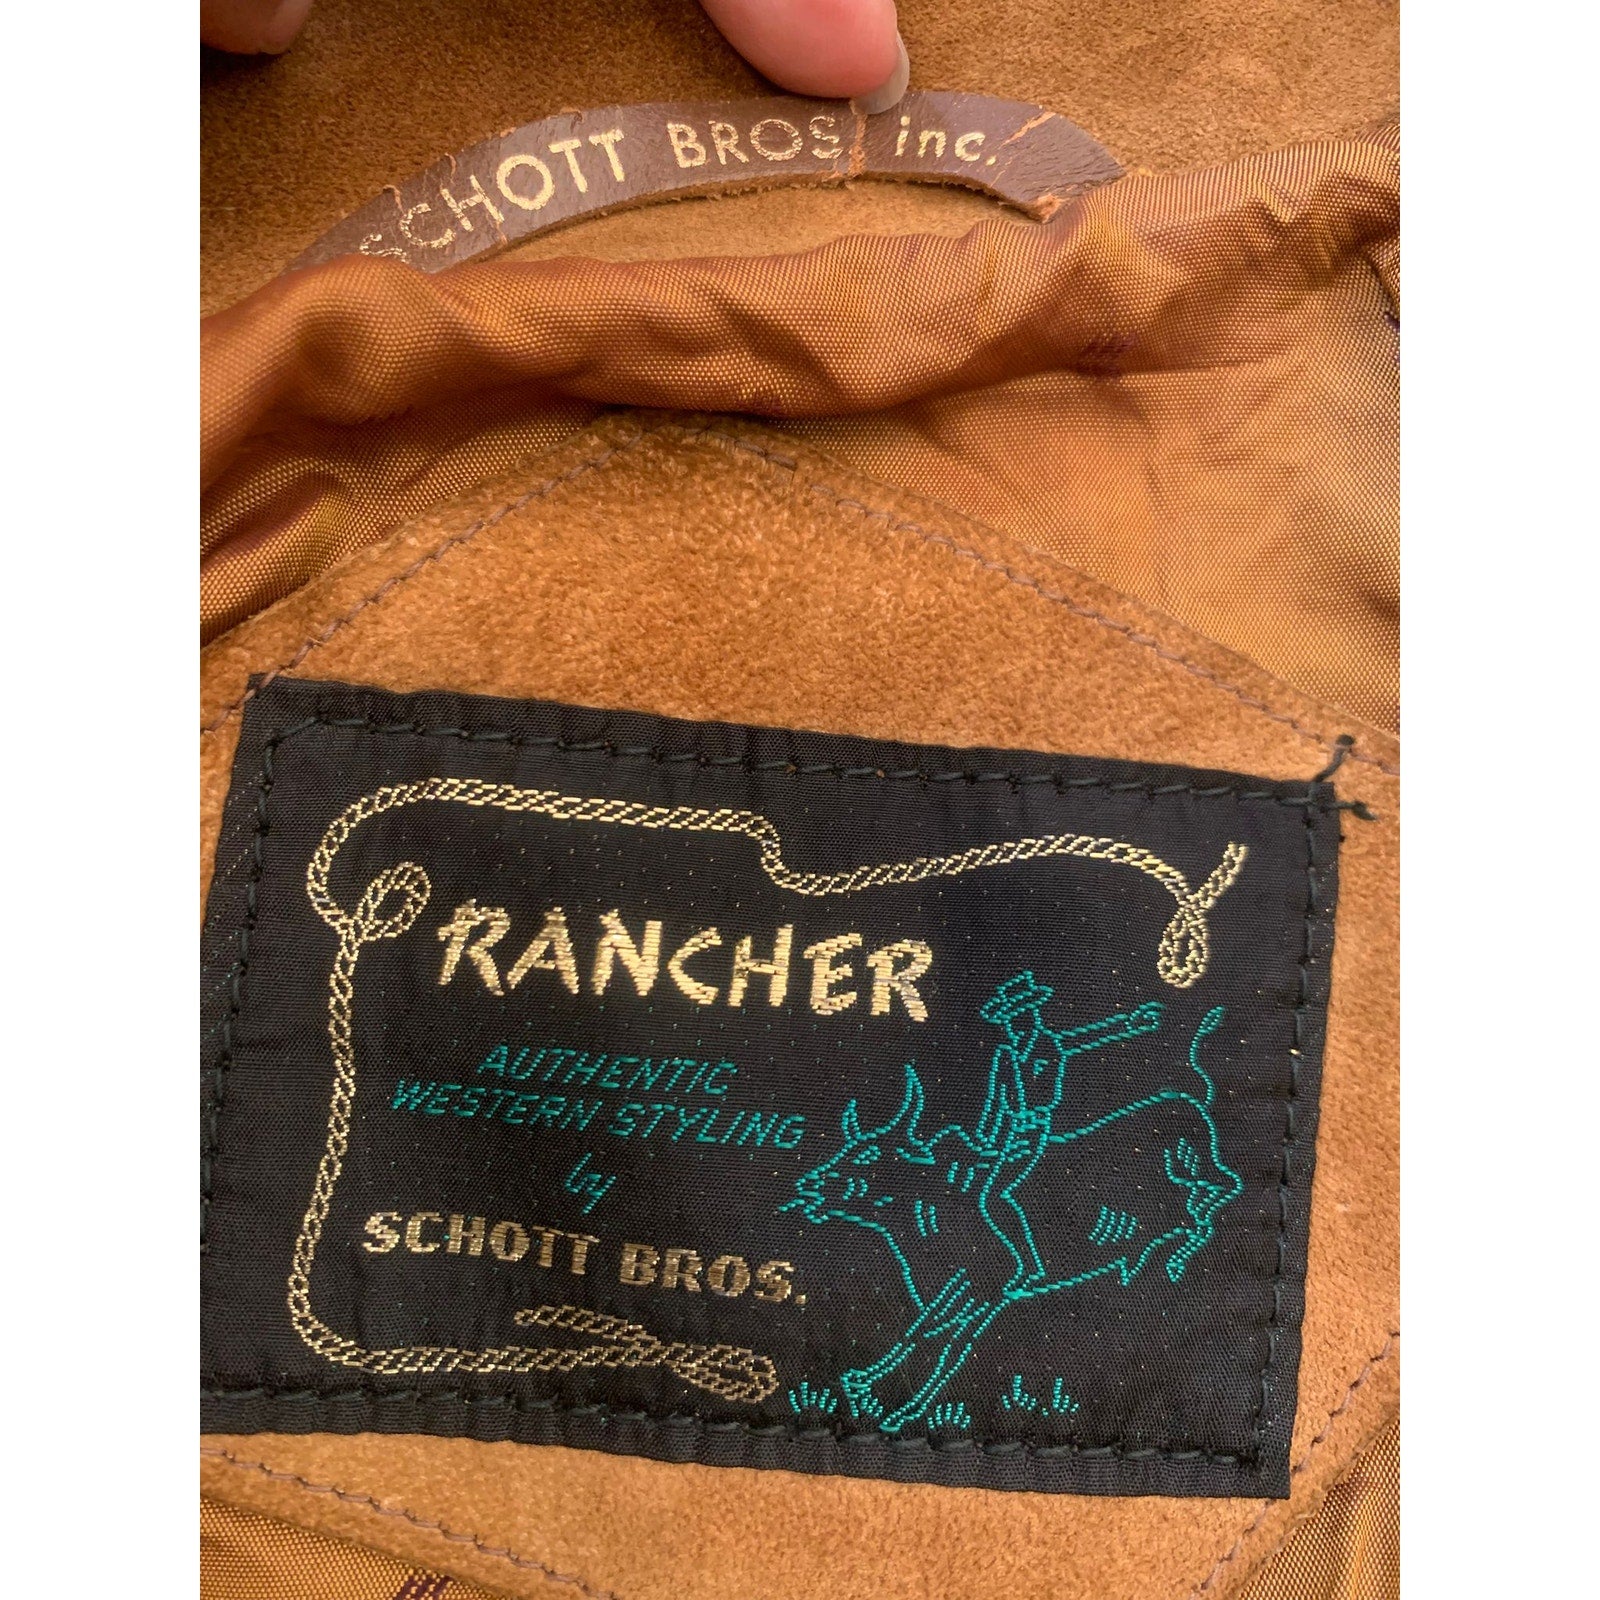 SCHOTT BROS. inc.
RANCHER
AUTHENTIC
WESTERN STYLING
by
SCHOTT BROS.